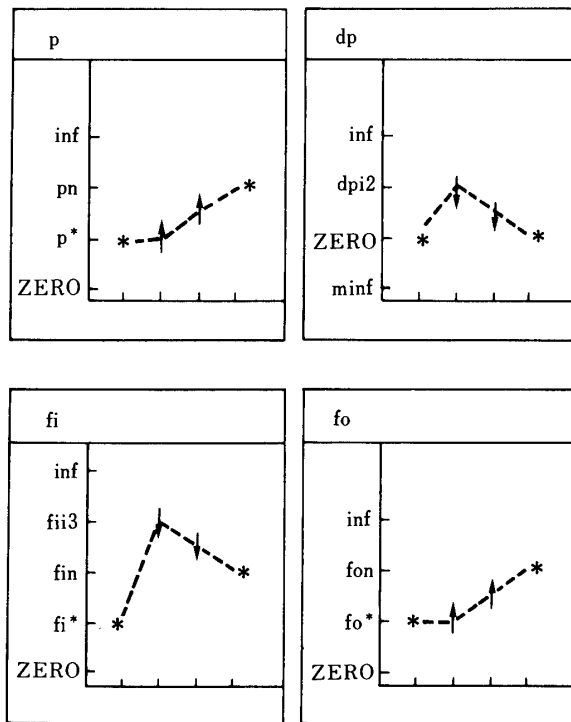 p
inf
pn
p*
ZERO
dp
inf
dpi2
ZERO
minf
fi
inf
fii3
fin
fi*
ZERO
fo
inf
fon
fo*
ZERO